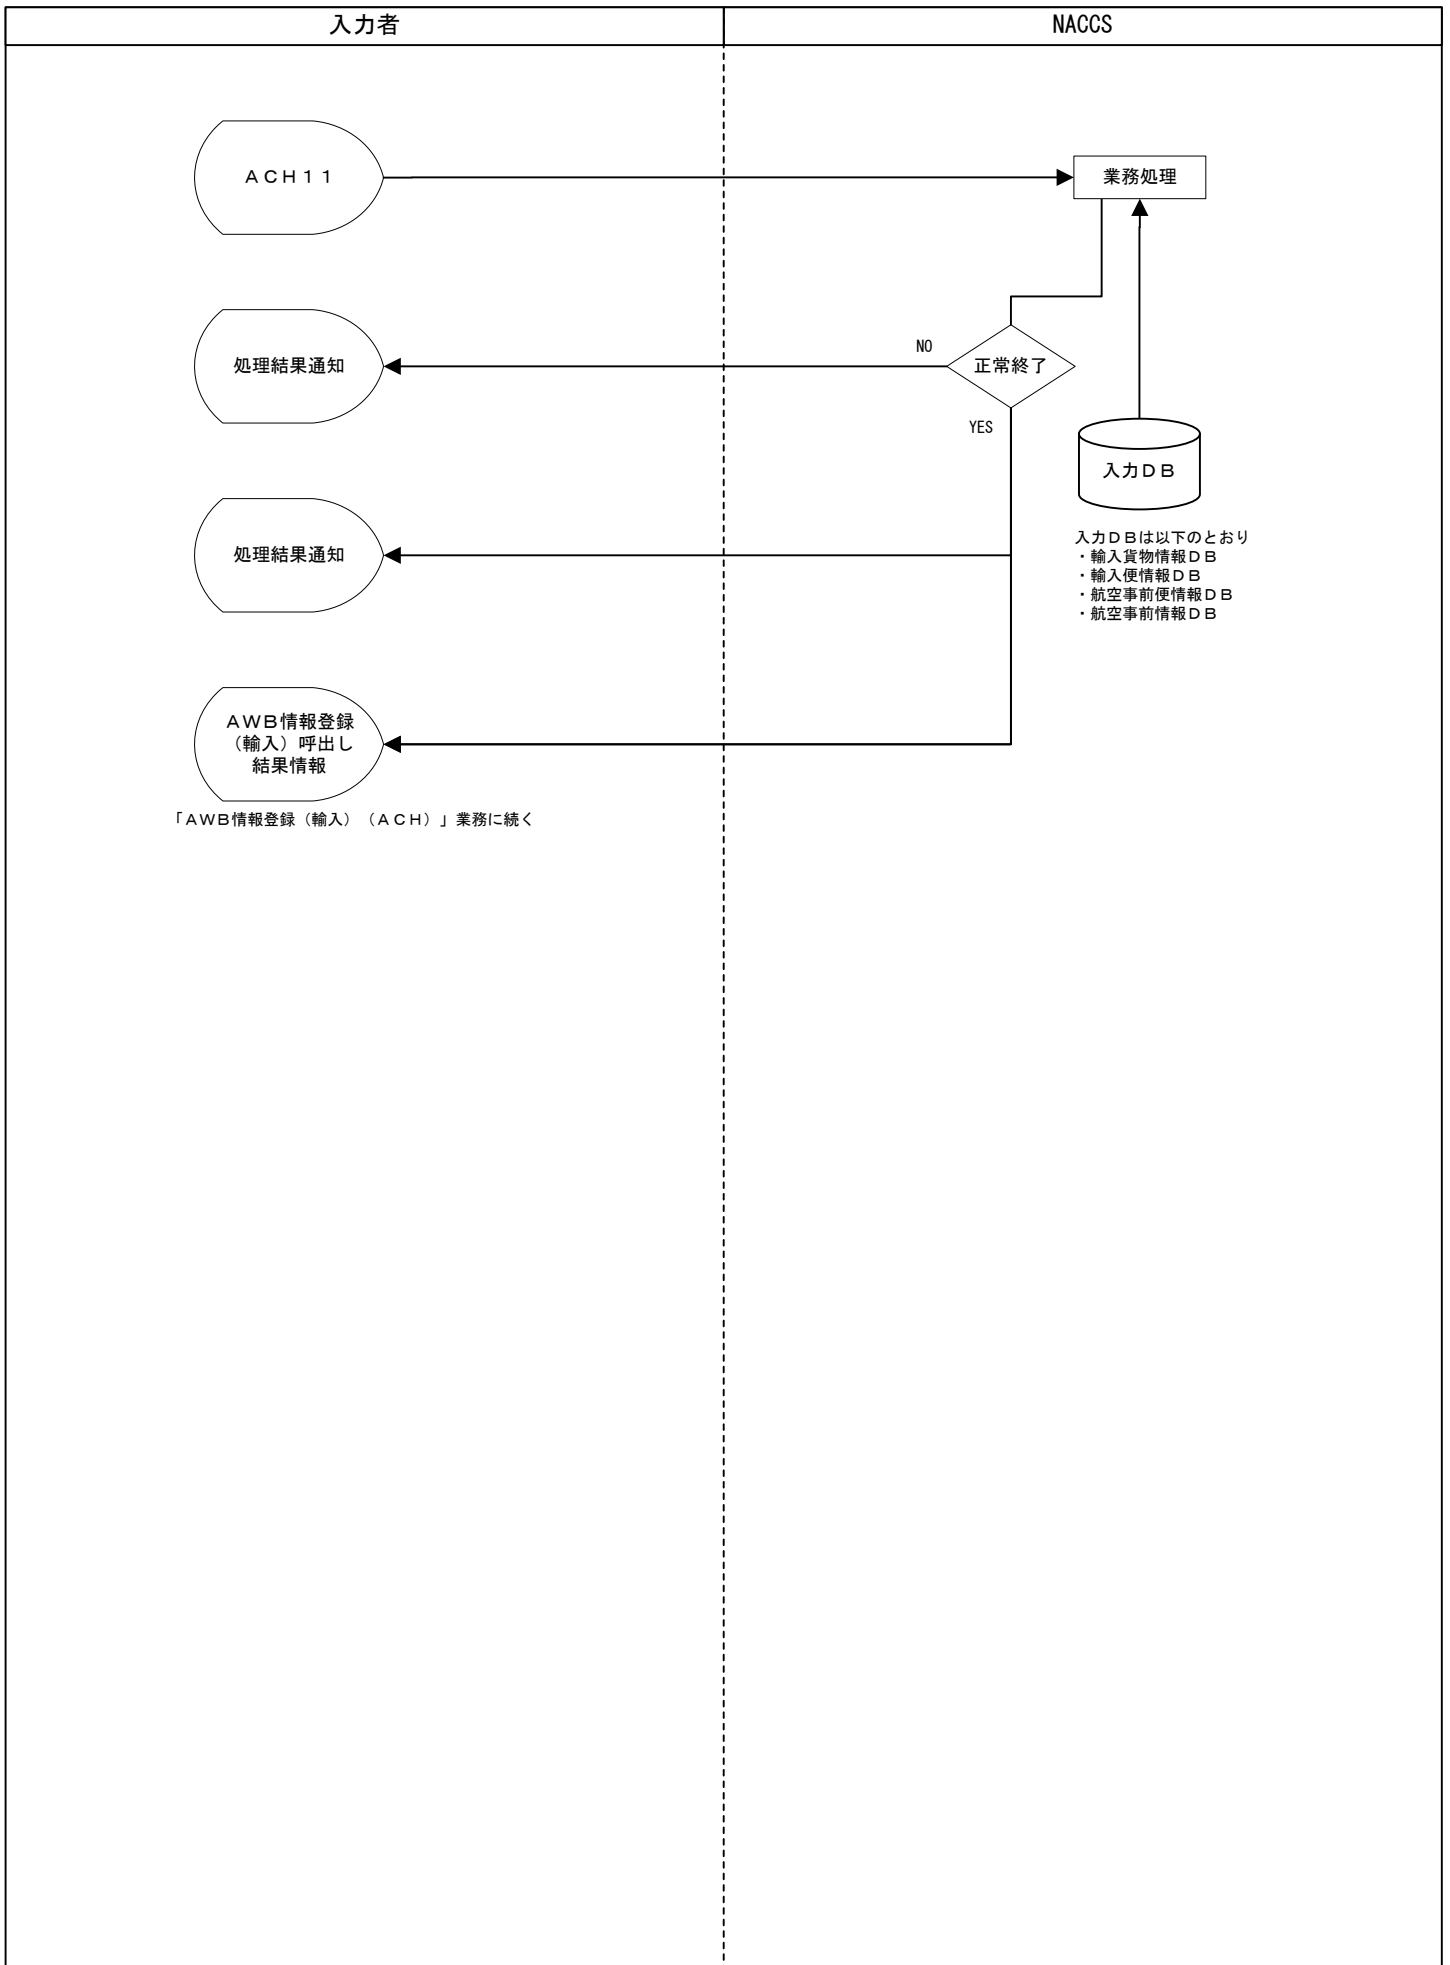 入力者
NACCS
ＡＣＨ１１
業務処理
処理結果通知
NO
正常終了
YES
入力ＤＢ
処理結果通知
入力ＤＢは以下のとおり
・輸入貨物情報ＤＢ
・輸入便情報ＤＢ
・航空事前便情報ＤＢ
・航空事前情報ＤＢ
ＡＷＢ情報登録
（輸入）呼出し
結果情報
「ＡＷＢ情報登録（輸入）（ＡＣＨ）」業務に続く